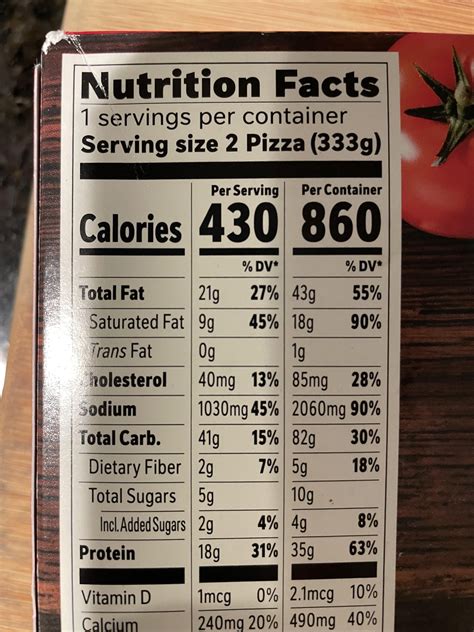 Nutrition Facts
1 servings per container
Serving size 2 Pizza (333g)
Per Serving Per Container
Calories 430 860
% DV* % DV*
Total Fat 21g 27% 43g 55%
Saturated Fat 9g 45% 18g 90%
Trans Fat 0g 1g
Cholesterol 40mg 13% 85mg 28%
Sodium 1030mg 45% 2060mg 90%
Total Carb. 41g 15% 82g 30%
Dietary Fiber 2g 7% 5g 18%
Total Sugars 5g 10g
Incl. Added Sugars 2g 4% 4g 8%
Protein 18g 31% 35g 63%
Vitamin D 1mcg 0% 2.1mcg 10%
Calcium 240mg 20% 490mg 40%